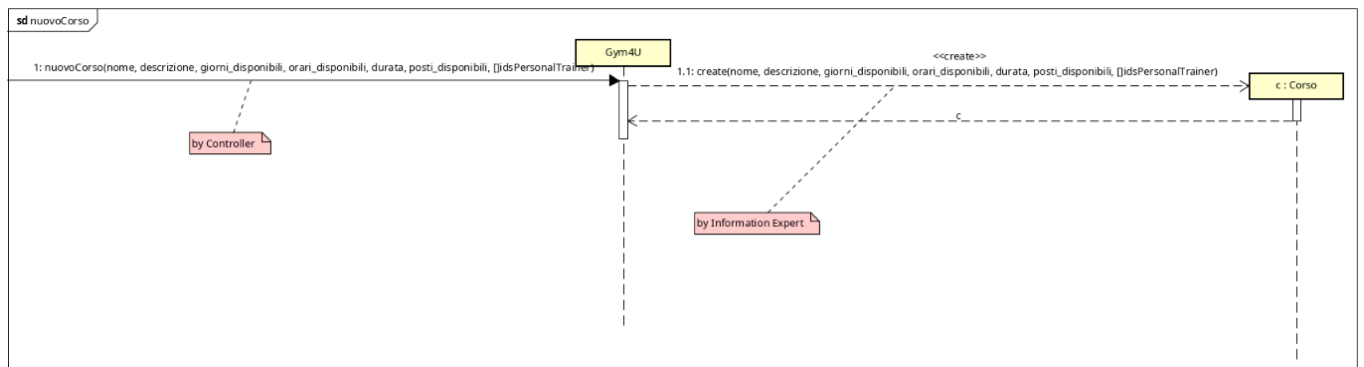 sd nuovoCorso
Gym4U
<<create>>
1: nuovoCorso(nome, descrizione, giorni_disponibili, orari_disponibili, durata, posti_disponibili, []idsPersonalTrainer)
1.1: create(nome, descrizione, giorni_disponibili, orari_disponibili, durata, posti_disponibili, []idsPersonalTrainer)
c : Corso
c
by Controller
by Information Expert